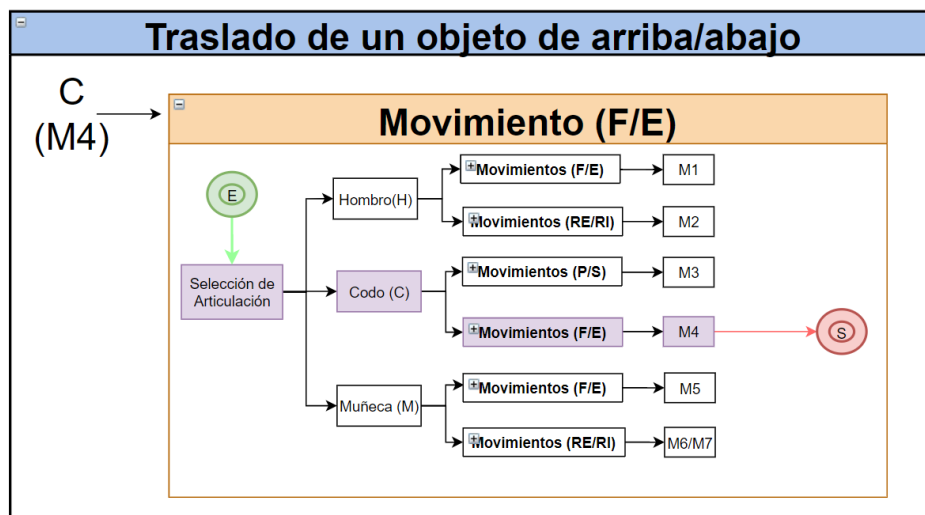 Traslado de un objeto de arriba/abajo
C
(M4)
Movimiento (F/E)
E
Selección de
Articulación
Hombro(H)
Movimientos (F/E)
M1
Movimientos (RE/RI)
M2
Codo (C)
Movimientos (P/S)
M3
Movimientos (F/E)
M4
S
Muñeca (M)
Movimientos (F/E)
M5
Movimientos (RE/RI)
M6/M7